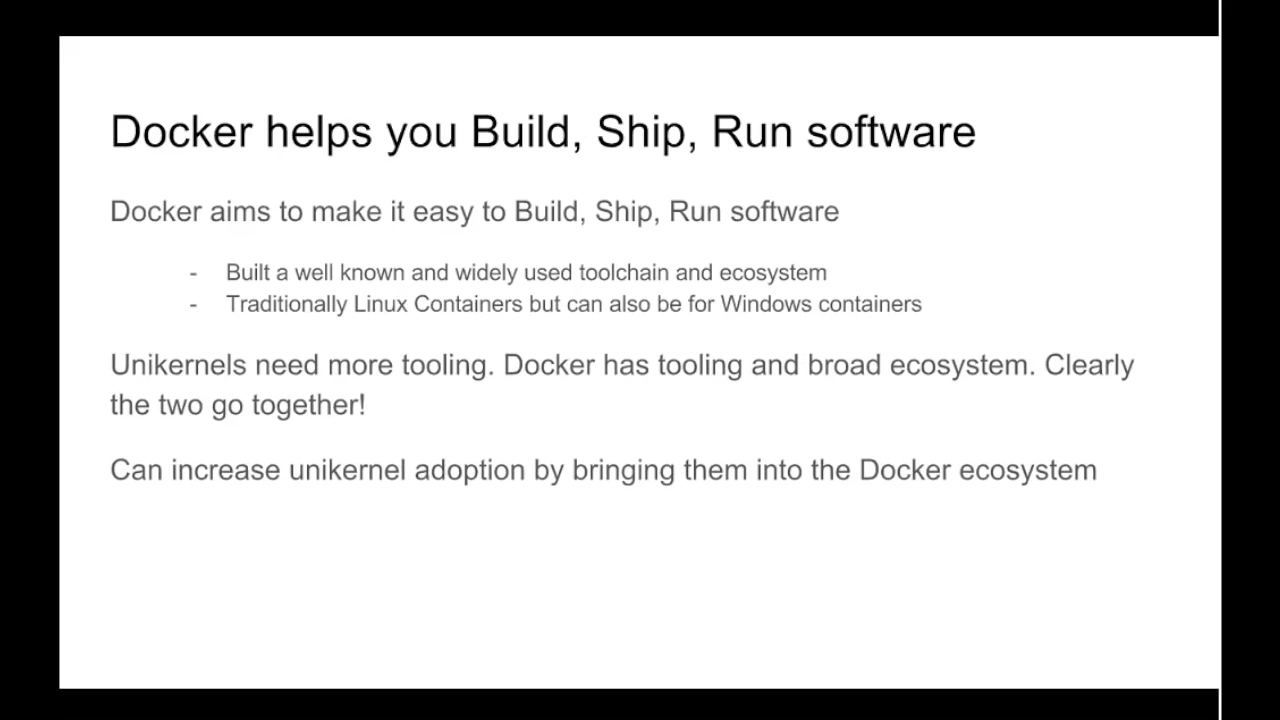 Docker helps you Build, Ship, Run software
Docker aims to make it easy to Build, Ship, Run software
- Built a well known and widely used toolchain and ecosystem
- Traditionally Linux Containers but can also be for Windows containers
Unikernels need more tooling. Docker has tooling and broad ecosystem. Clearly
the two go together!
Can increase unikernel adoption by bringing them into the Docker ecosystem